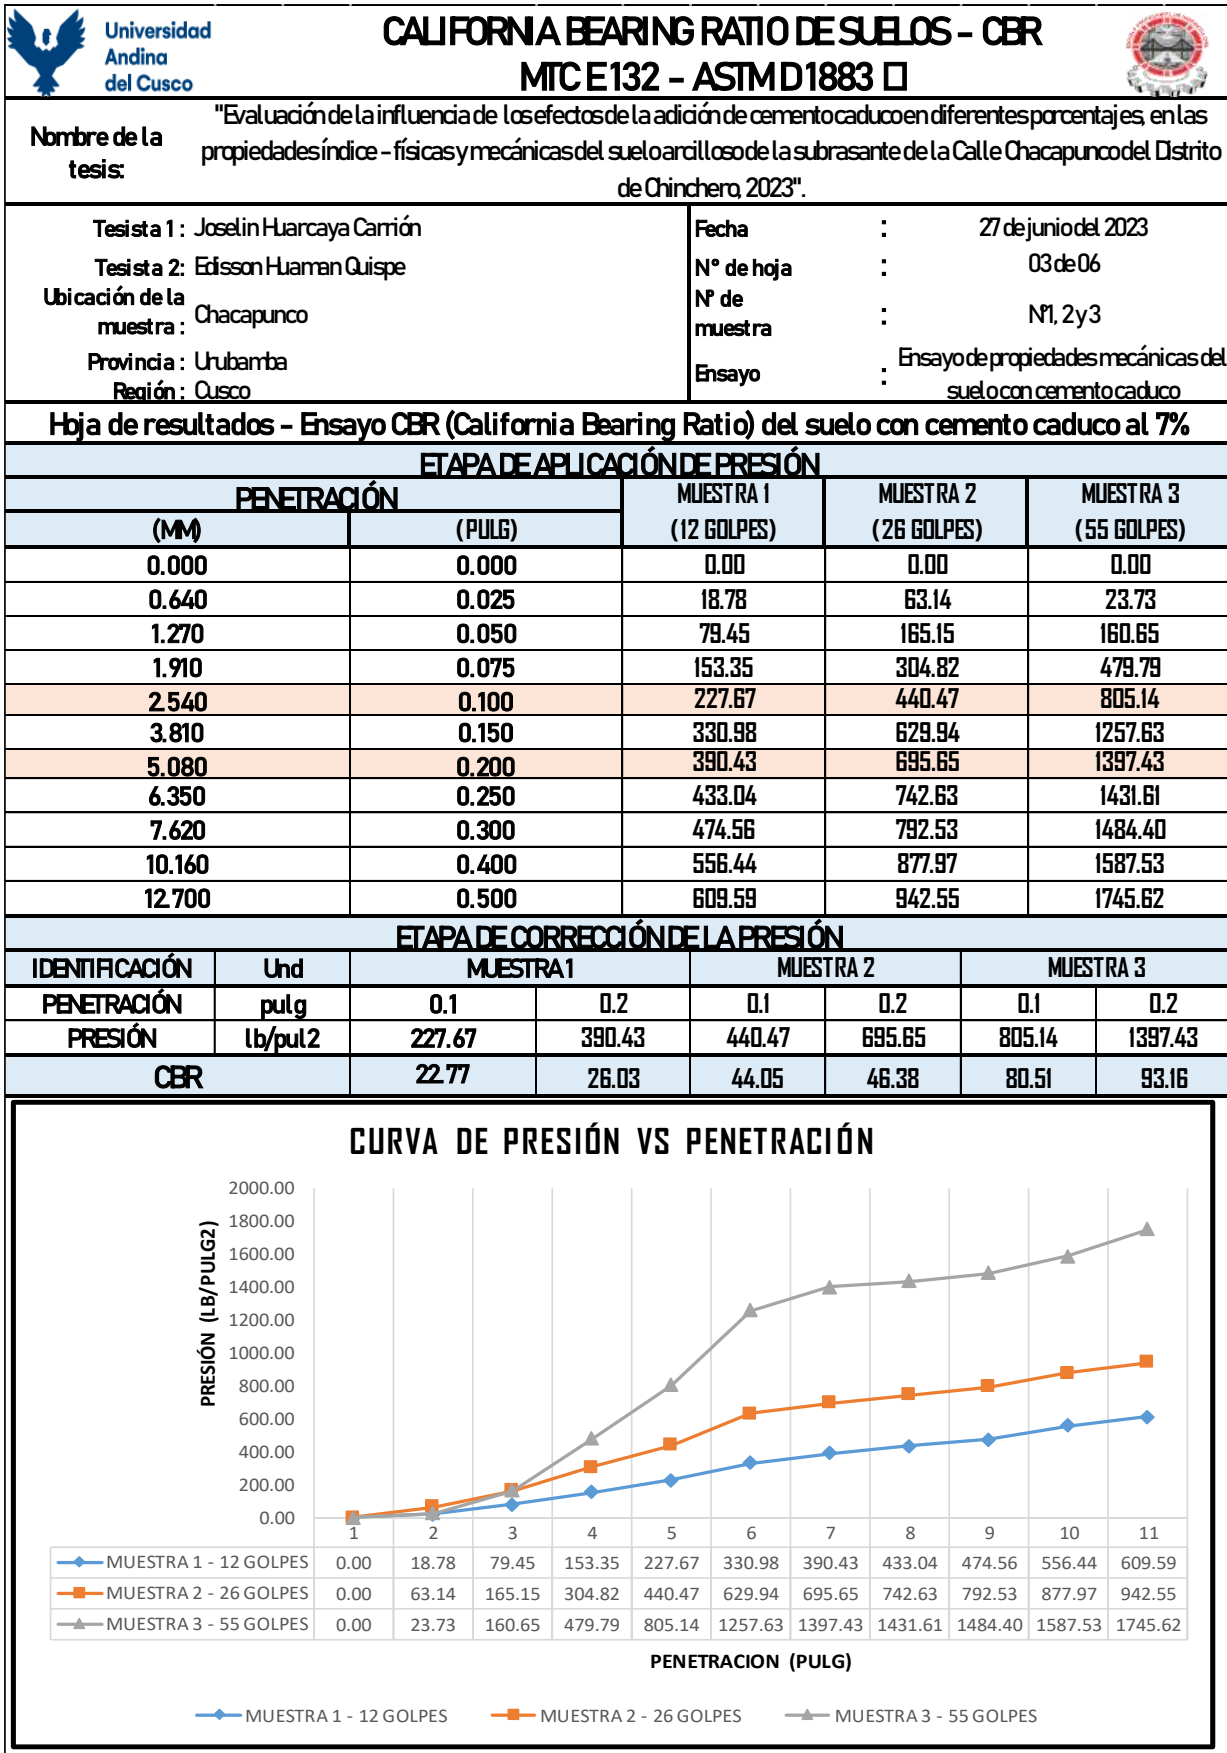 Universidad
Andina
del Cusco
CALIFORNIA BEARING RATIO DE SUELOS - CBR
MTC E 132 - ASTM D 1883 □
Nombre de la tesis:
"Evaluación de la influencia de los efectos de la adición de cemento caduco en diferentes porcentajes, en las
propiedades índice – físicas y mecánicas del suelo arcilloso de la subrasante de la Calle Chacapunco del Distrito
de Chinchero, 2023".
Tesista 1 : Joselin Huarcaya Carrión
Fecha : 27 de junio del 2023
Tesista 2: Edisson Huaman Quispe
N° de hoja : 03 de 06
Ubicación de la muestra : Chacapunco
N° de muestra : N°1, 2 y 3
Provincia : Urubamba
Región : Cusco
Ensayo : Ensayo de propiedades mecánicas del
suelo con cemento caduco
Hoja de resultados - Ensayo CBR (California Bearing Ratio) del suelo con cemento caduco al 7%
ETAPA DE APLICACIÓN DE PRESIÓN
PENETRACIÓN MUESTRA 1 MUESTRA 2 MUESTRA 3
(MM) (PULG) (12 GOLPES) (26 GOLPES) (55 GOLPES)
0.000 0.000 0.00 0.00 0.00
0.640 0.025 18.78 63.14 23.73
1.270 0.050 79.45 165.15 160.65
1.910 0.075 153.35 304.82 479.79
2.540 0.100 227.67 440.47 805.14
3.810 0.150 330.98 629.94 1257.63
5.080 0.200 390.43 695.65 1397.43
6.350 0.250 433.04 742.63 1431.61
7.620 0.300 474.56 792.53 1484.40
10.160 0.400 556.44 877.97 1587.53
12.700 0.500 609.59 942.55 1745.62
ETAPA DE CORRECCIÓN DE LA PRESIÓN
IDENTIFICACIÓN Und MUESTRA 1 MUESTRA 2 MUESTRA 3
PENETRACIÓN pulg 0.1 0.2 0.1 0.2 0.1 0.2
PRESIÓN lb/pul2 227.67 390.43 440.47 695.65 805.14 1397.43
CBR 22.77 26.03 44.05 46.38 80.51 93.16
CURVA DE PRESIÓN VS PENETRACIÓN
PRESIÓN (LB/PULG2)
2000.00
1800.00
1600.00
1400.00
1200.00
1000.00
800.00
600.00
400.00
200.00
0.00
1 2 3 4 5 6 7 8 9 10 11
MUESTRA 1 - 12 GOLPES 0.00 18.78 79.45 153.35 227.67 330.98 390.43 433.04 474.56 556.44 609.59
MUESTRA 2 - 26 GOLPES 0.00 63.14 165.15 304.82 440.47 629.94 695.65 742.63 792.53 877.97 942.55
MUESTRA 3 - 55 GOLPES 0.00 23.73 160.65 479.79 805.14 1257.63 1397.43 1431.61 1484.40 1587.53 1745.62
PENETRACION (PULG)
MUESTRA 1 - 12 GOLPES MUESTRA 2 - 26 GOLPES MUESTRA 3 - 55 GOLPES